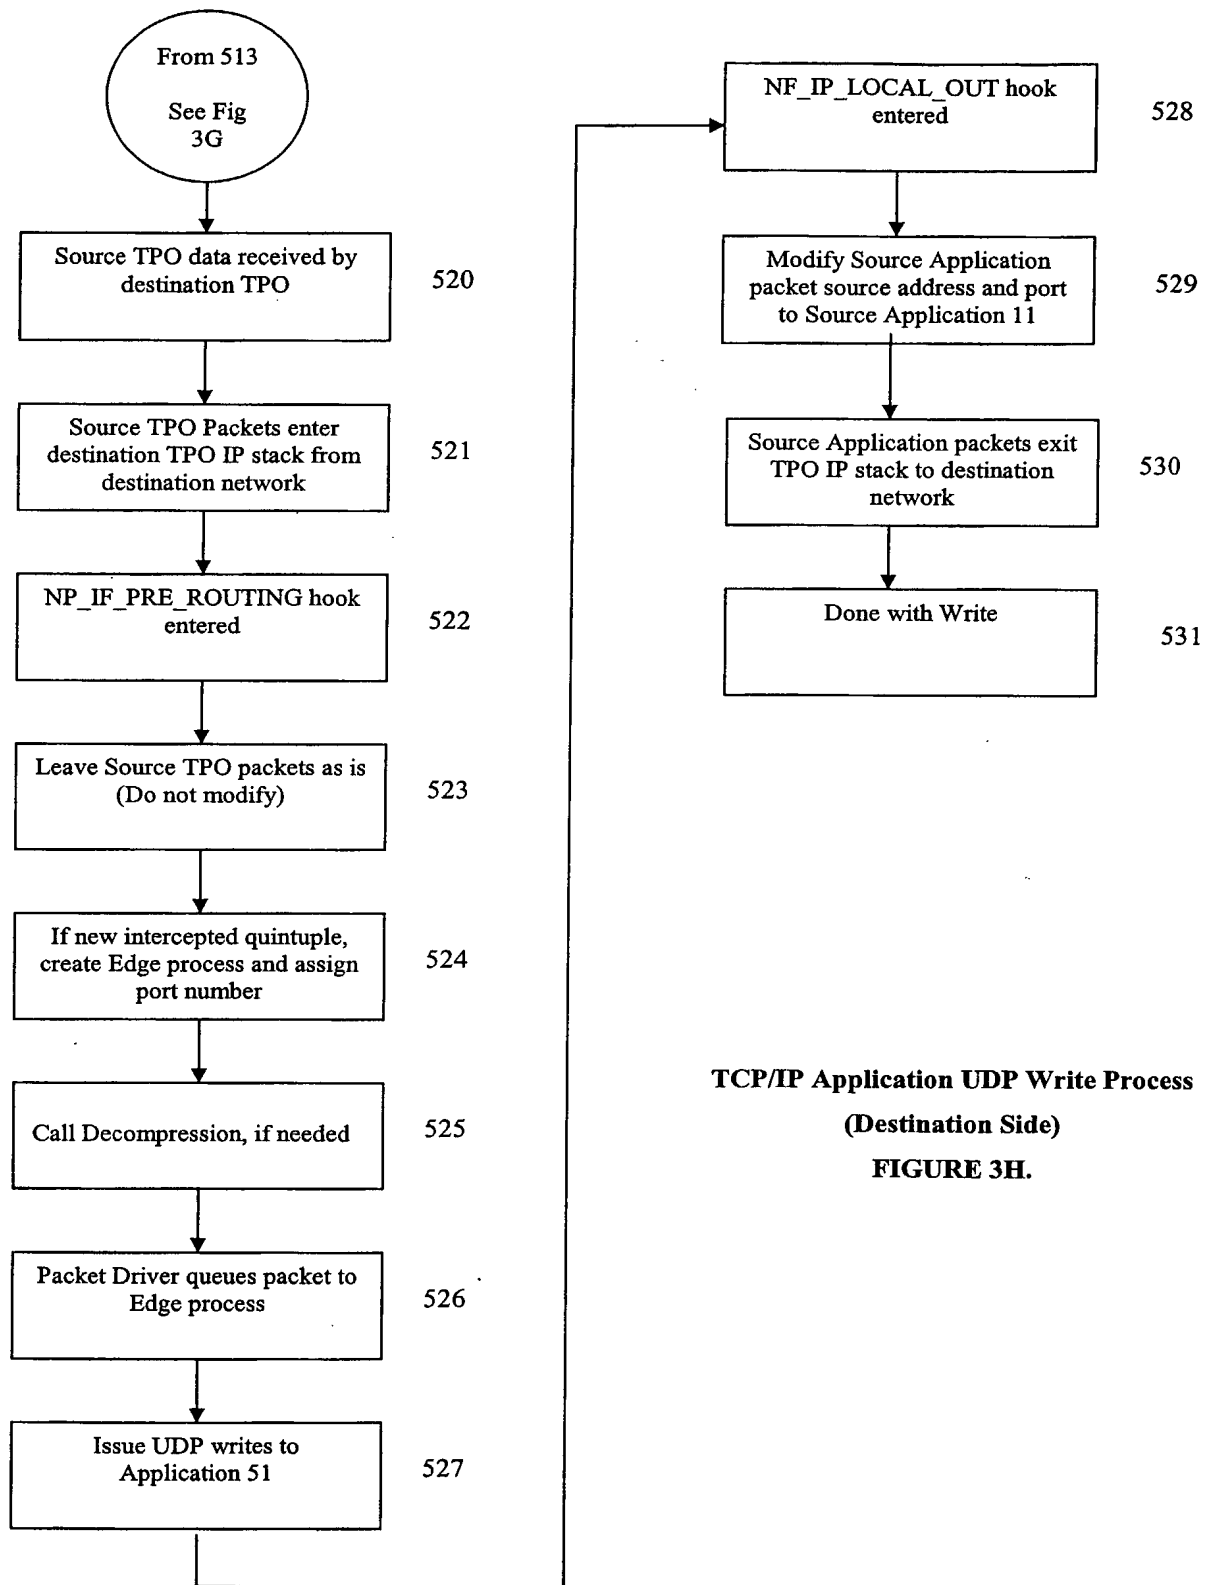 From 513
See Fig
3G
Source TPO data received by
destination TPO
520
Source TPO Packets enter
destination TPO IP stack from
destination network
521
NP_IF_PRE_ROUTING hook
entered
522
Leave Source TPO packets as is
(Do not modify)
523
If new intercepted quintuple,
create Edge process and assign
port number
524
Call Decompression, if needed
525
Packet Driver queues packet to
Edge process
526
Issue UDP writes to
Application 51
527
NF_IP_LOCAL_OUT hook
entered
528
Modify Source Application
packet source address and port
to Source Application 11
529
Source Application packets exit
TPO IP stack to destination
network
530
Done with Write
531
TCP/IP Application UDP Write Process
(Destination Side)
FIGURE 3H.